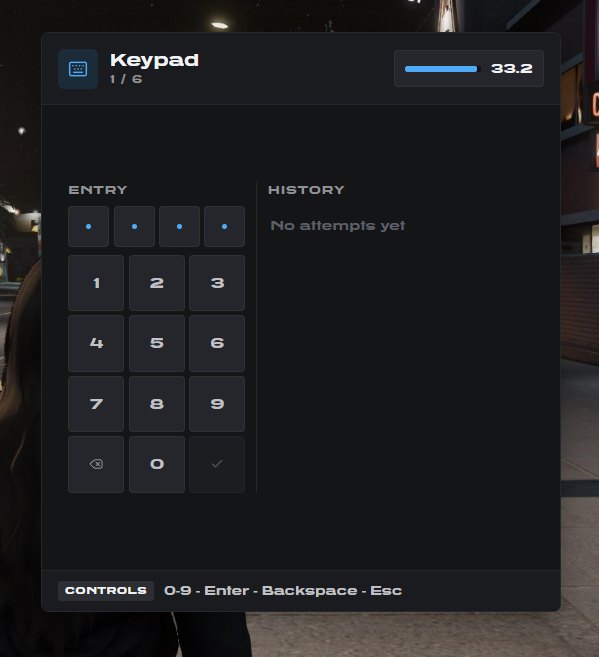 Keypad
1 / 6
33.2
ENTRY
HISTORY
No attempts yet
1 2 3
4 5 6
7 8 9
0
CONTROLS 0-9 - Enter - Backspace - Esc